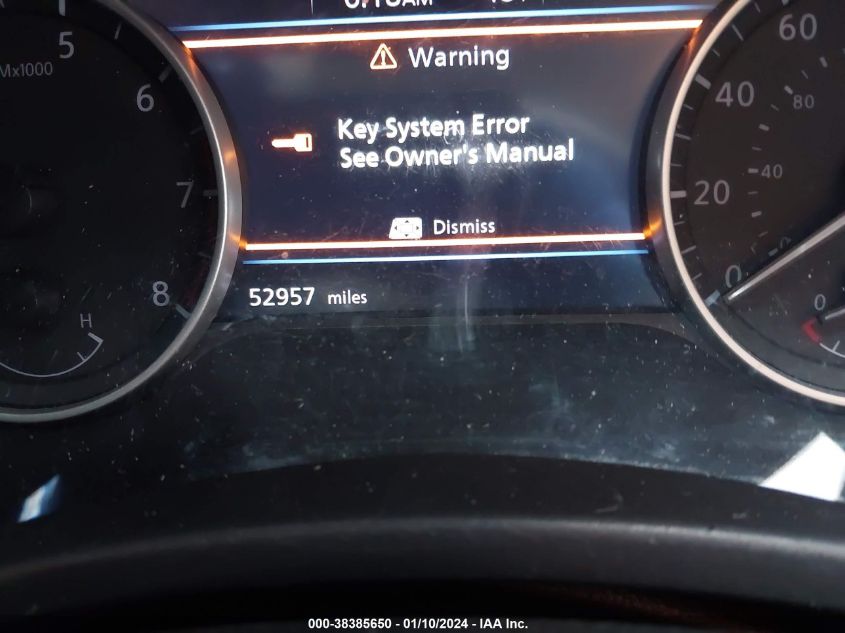 5
Mx1000
6
7
8
H
Warning
Key System Error
See Owner's Manual
Dismiss
52957 miles
60
80
40
40
20
0
0
0
000-38385650 - 01/10/2024 - IAA Inc.